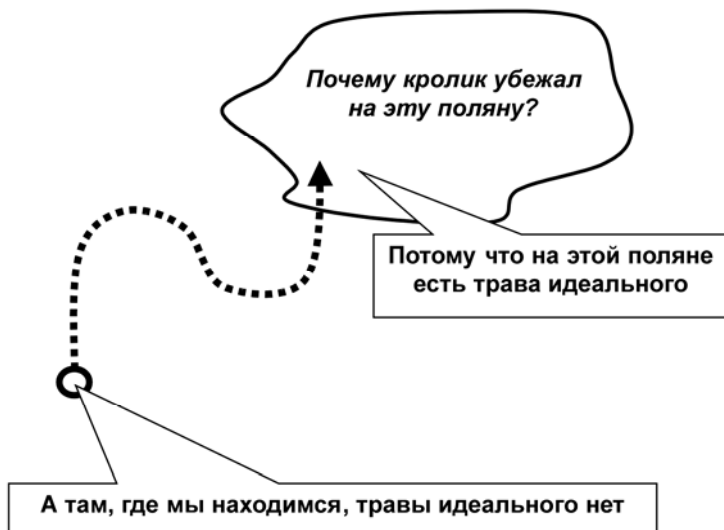 Почему кролик убежал
на эту поляну?
Потому что на этой поляне
есть трава идеального
А там, где мы находимся, травы идеального нет